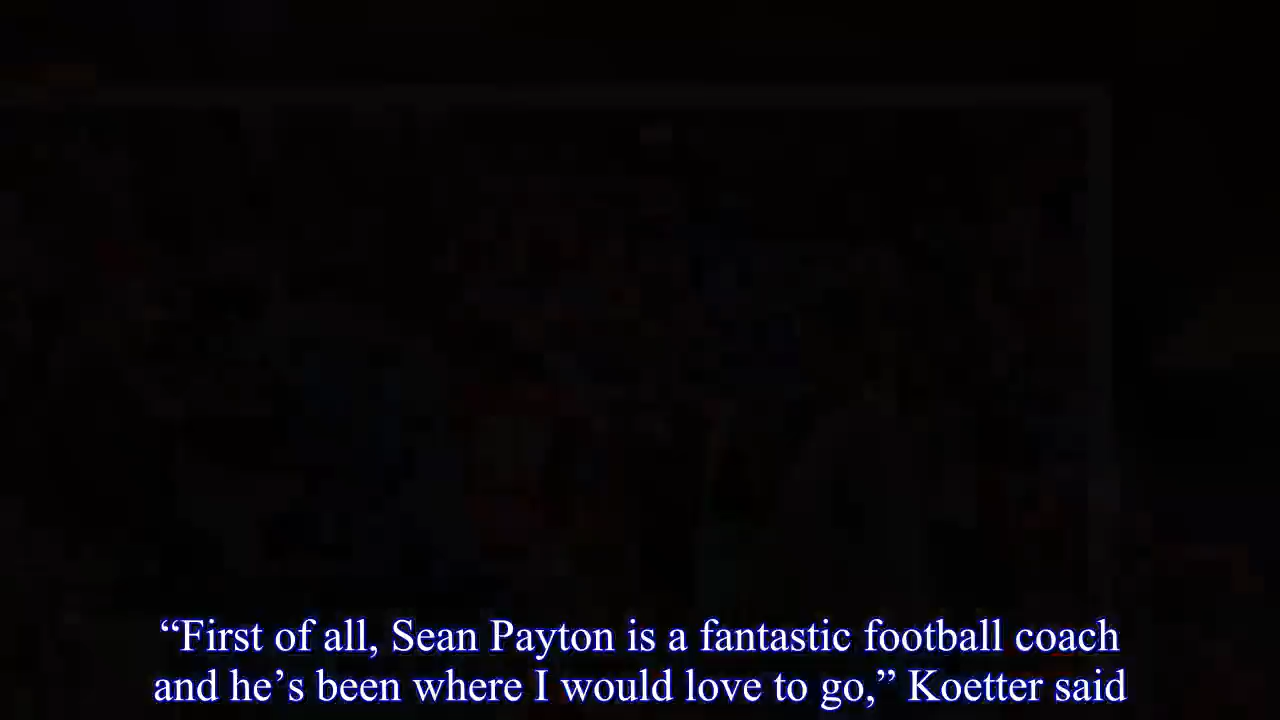 “First of all, Sean Payton is a fantastic football coach
and he’s been where I would love to go,” Koetter said